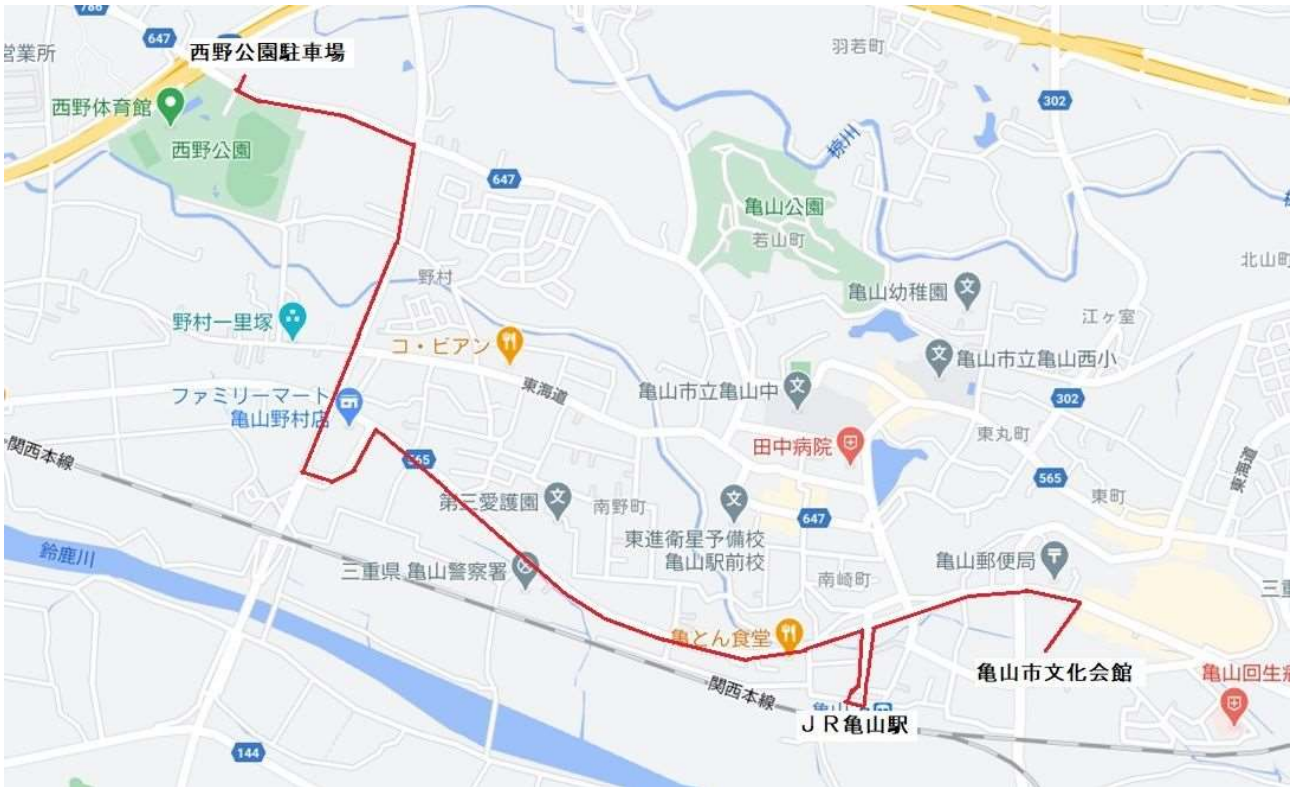 786
647
営業所
西野公園駐車場
羽若町
西野体育館
302
西野公園
椋川
647
亀山公園
若山町
北山町
野村
亀山幼稚園
野村一里塚
江ヶ室
コ・ビアン
亀山市立亀山西小
東海道
亀山市立亀山中
302
ファミリーマート
亀山野村店
東丸町
関西本線
田中病院
565
565
東海道
第三愛護園
南野町
東町
647
東進衛星予備校
亀山駅前校
鈴鹿川
三重県 亀山警察署
亀山郵便局
南崎町
亀とん食堂
亀山市文化会館
関西本線
亀山回生病
ＪＲ亀山駅
144